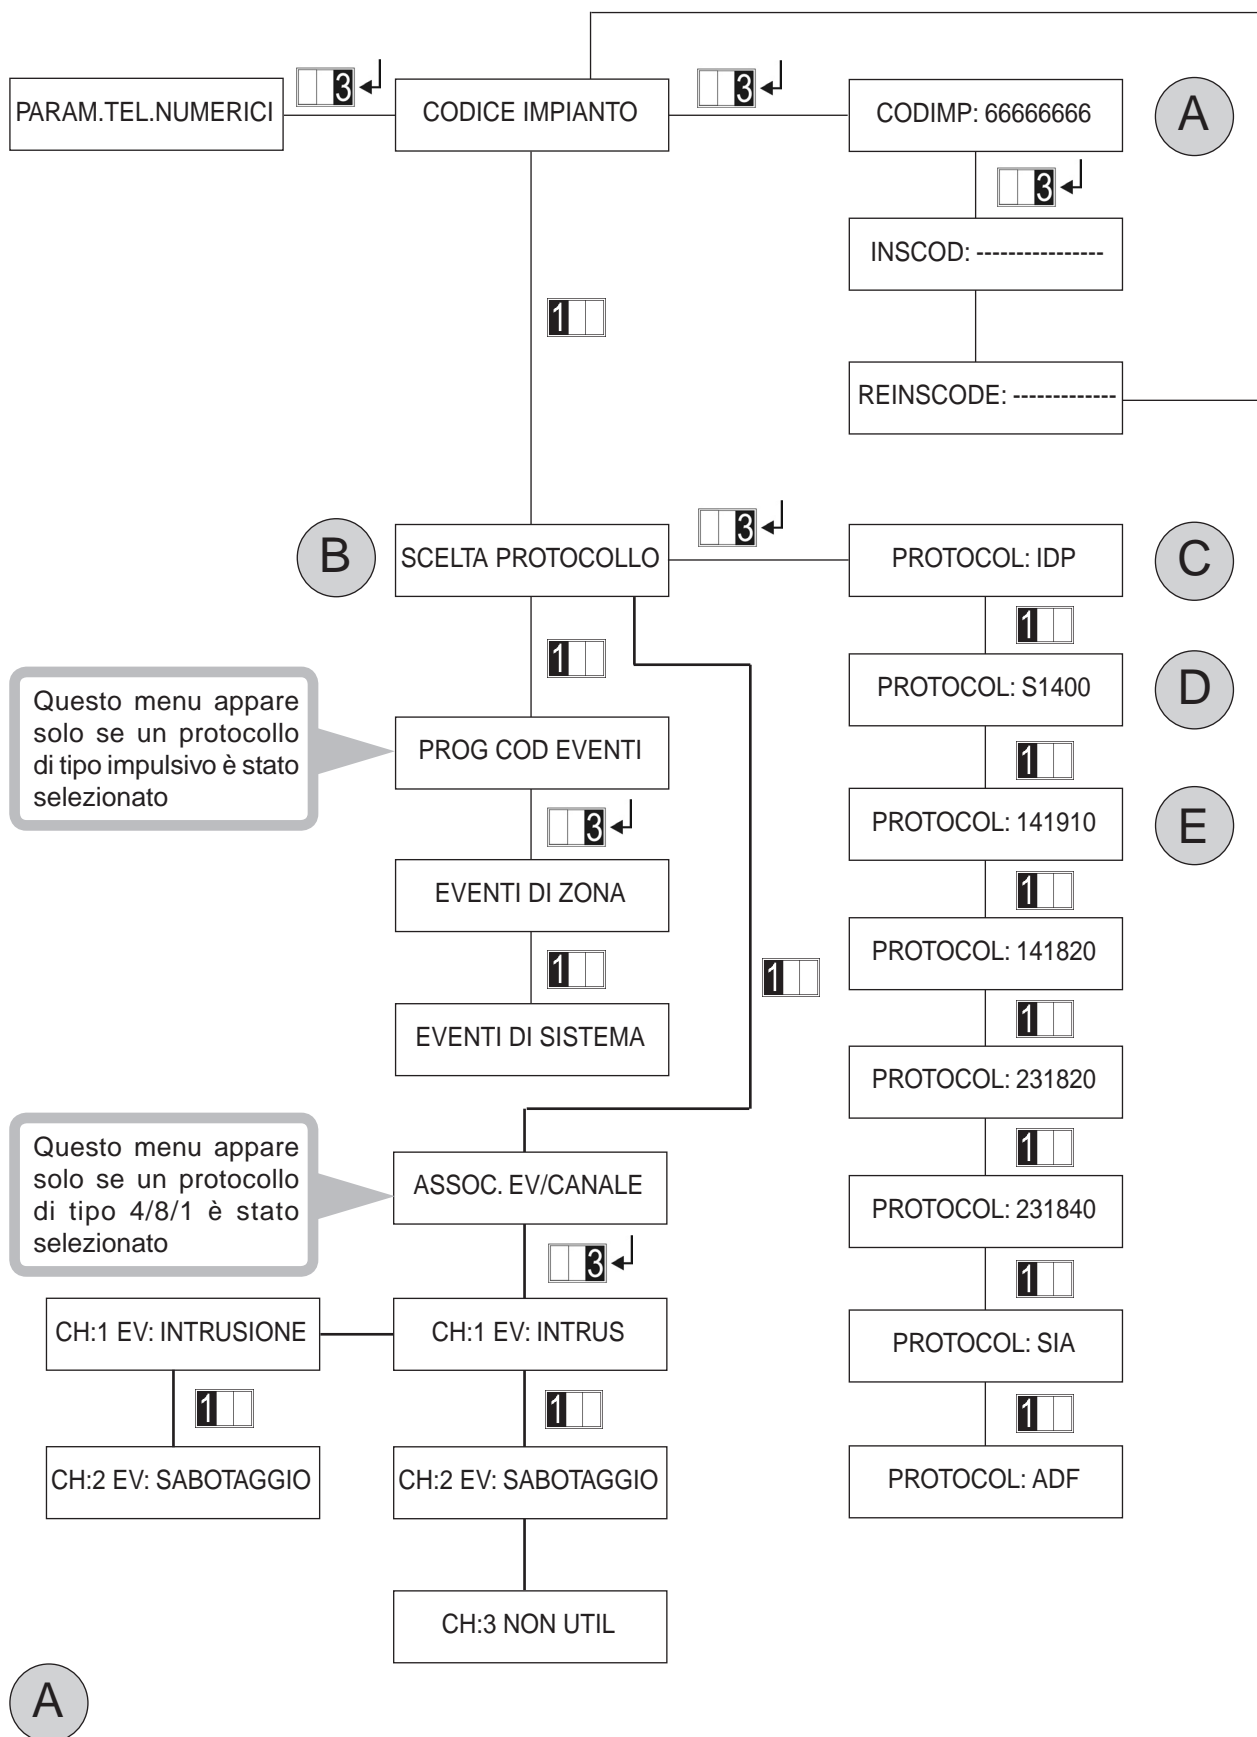 3
3
PARAM.TEL.NUMERICI
CODICE IMPIANTO
CODIMP: 66666666
A
3
INSCOD: ----------------
1
REINSCODE: -------------
3
B
SCELTA PROTOCOLLO
PROTOCOL: IDP
C
1
1
Questo menu appare
solo se un protocollo
di tipo impulsivo è stato
selezionato
PROTOCOL: S1400
D
PROG COD EVENTI
1
3
PROTOCOL: 141910
E
1
EVENTI DI ZONA
PROTOCOL: 141820
1
1
1
EVENTI DI SISTEMA
PROTOCOL: 231820
1
Questo menu appare
solo se un protocollo
di tipo 4/8/1 è stato
selezionato
ASSOC. EV/CANALE
PROTOCOL: 231840
3
1
CH:1 EV: INTRUSIONE
CH:1 EV: INTRUS
PROTOCOL: SIA
1
1
1
CH:2 EV: SABOTAGGIO
CH:2 EV: SABOTAGGIO
PROTOCOL: ADF
CH:3 NON UTIL
A